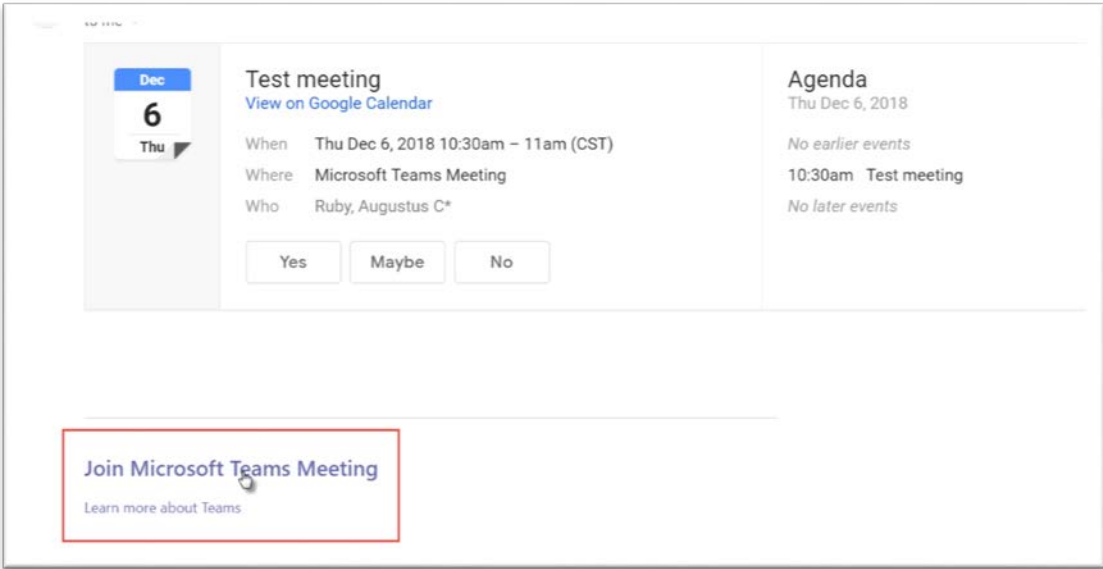 Dec
6
Thu
Test meeting
View on Google Calendar
When Thu Dec 6, 2018 10:30am – 11am (CST)
Where Microsoft Teams Meeting
Who Ruby, Augustus C*
Yes Maybe No
Agenda
Thu Dec 6, 2018
No earlier events
10:30am Test meeting
No later events
Join Microsoft Teams Meeting
Learn more about Teams